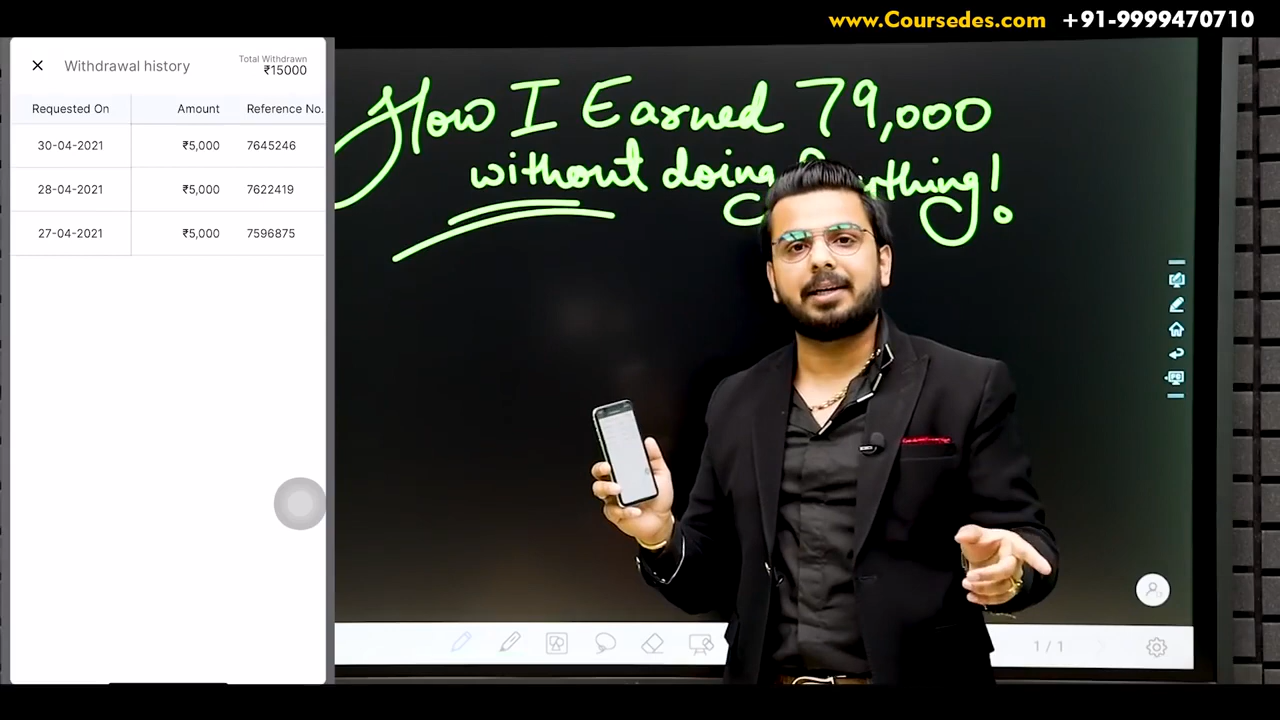 www.Coursedes.com +91-9999470710
Withdrawal history
Total Withdrawn
₹15000
Requested On Amount Reference No.
30-04-2021 ₹5,000 7645246
28-04-2021 ₹5,000 7622419
27-04-2021 ₹5,000 7596875
How I Earned 79,000
without doing
1 / 1